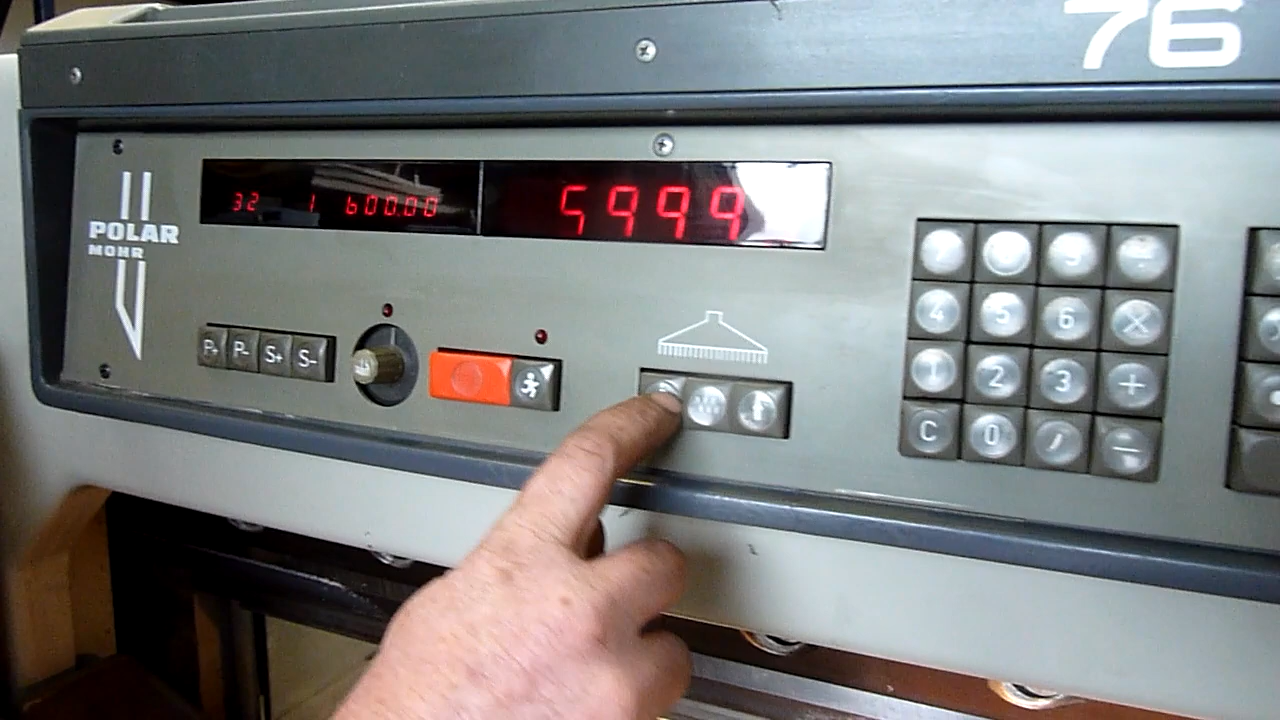 76
32 1 600.00 5999
POLAR
MOHR
P+ P- S+ S-
4 5 6 X
1 2 3 +
C 0 , −